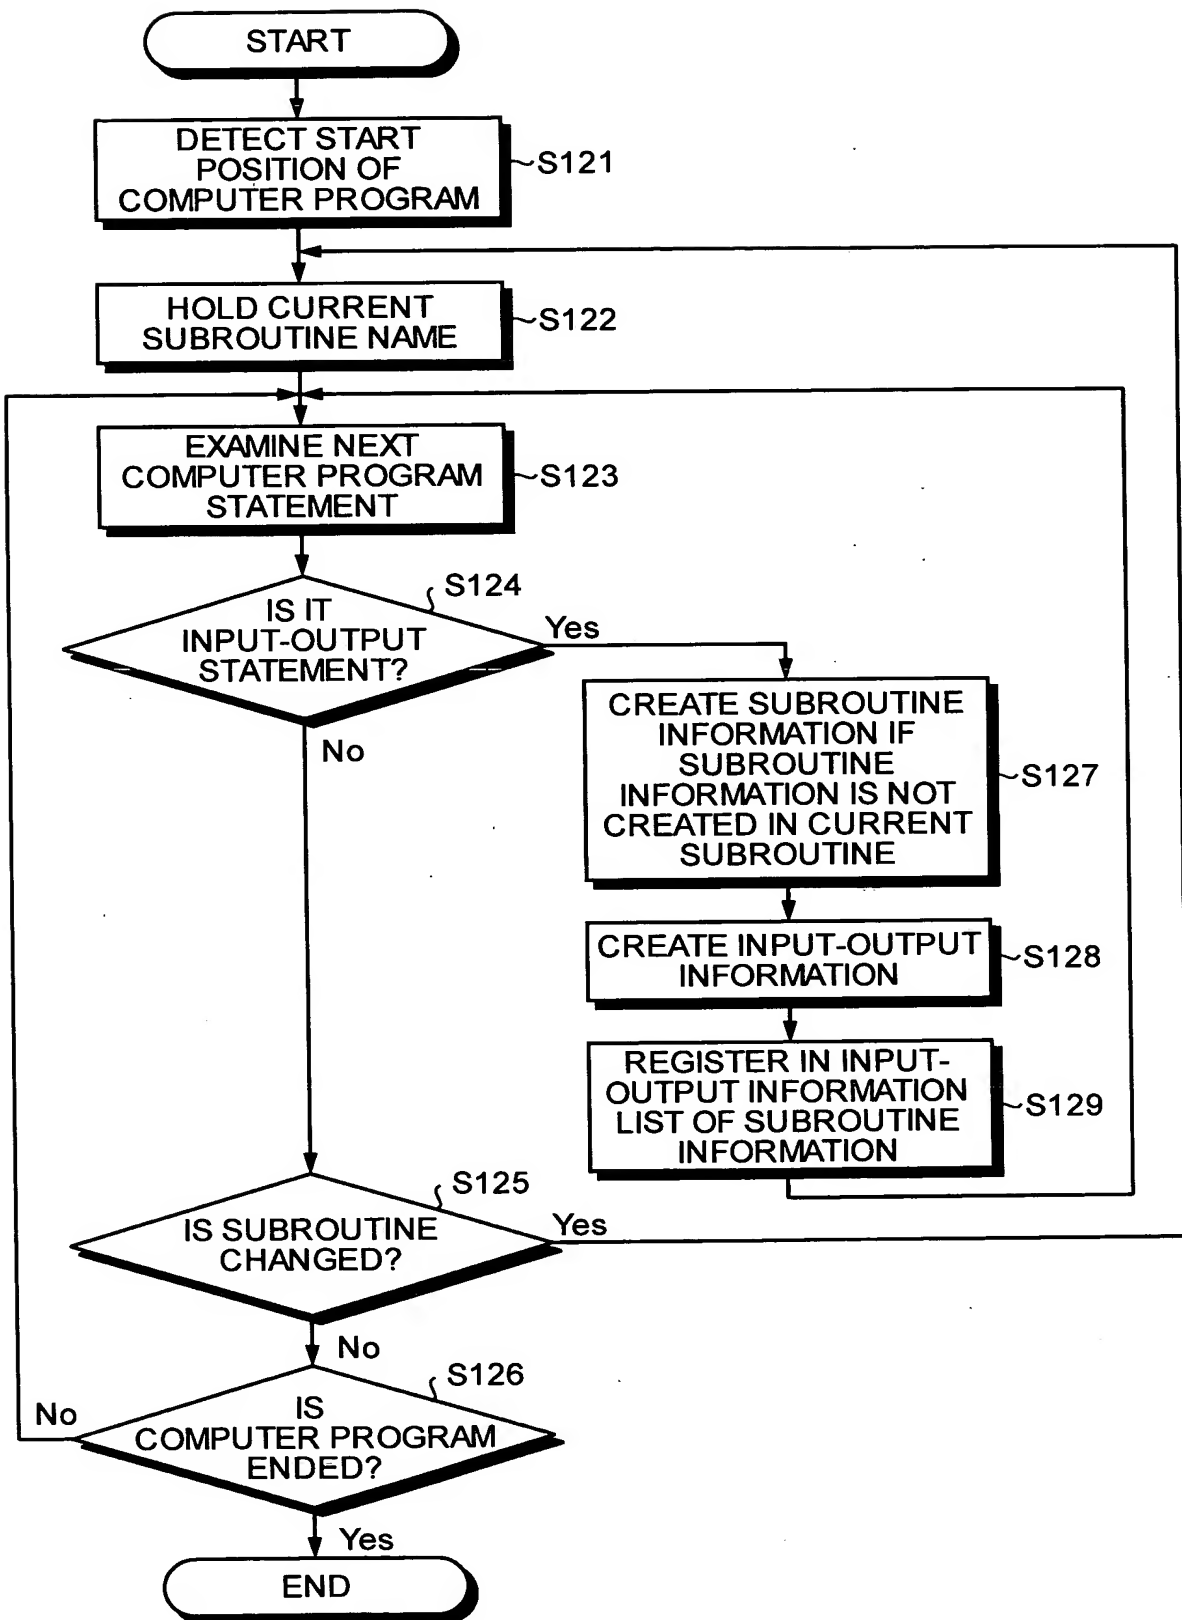 START
DETECT START
POSITION OF
COMPUTER PROGRAM
S121
HOLD CURRENT
SUBROUTINE NAME
S122
EXAMINE NEXT
COMPUTER PROGRAM
STATEMENT
S123
S124
IS IT
INPUT-OUTPUT
STATEMENT?
Yes
No
CREATE SUBROUTINE
INFORMATION IF
SUBROUTINE
INFORMATION IS NOT
CREATED IN CURRENT
SUBROUTINE
S127
CREATE INPUT-OUTPUT
INFORMATION
S128
REGISTER IN INPUT-
OUTPUT INFORMATION
LIST OF SUBROUTINE
INFORMATION
S129
S125
IS SUBROUTINE
CHANGED?
Yes
No
S126
IS
COMPUTER PROGRAM
ENDED?
No
Yes
END